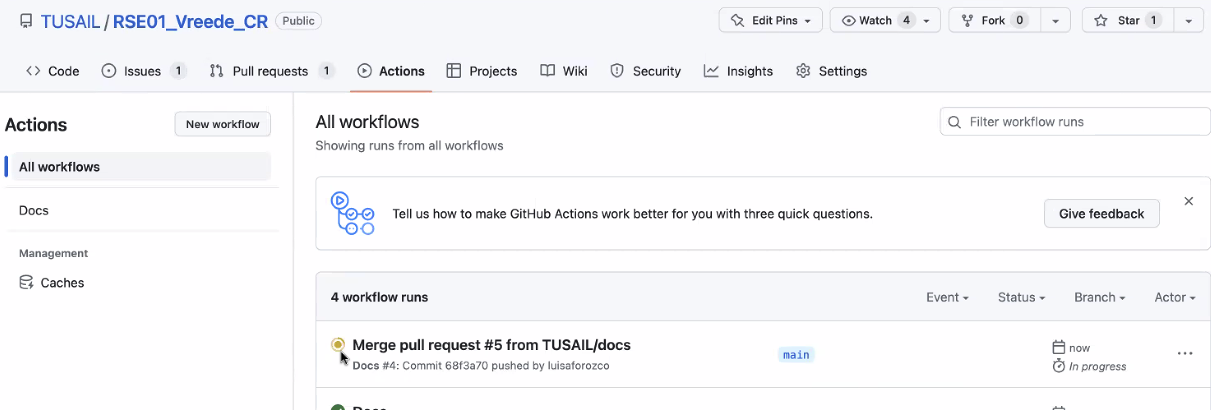 TUSAIL / RSE01_Vreede_CR Public
Edit Pins Watch 4 Fork 0 Star 1
Code Issues 1 Pull requests 1 Actions Projects Wiki Security Insights Settings
Actions New workflow
All workflows
Docs
Management
Caches
All workflows
Showing runs from all workflows
Filter workflow runs
Tell us how to make GitHub Actions work better for you with three quick questions.
Give feedback
4 workflow runs Event Status Branch Actor
Merge pull request #5 from TUSAIL/docs
Docs #4: Commit 68f3a70 pushed by luisaforozco
main
now
In progress
Docs